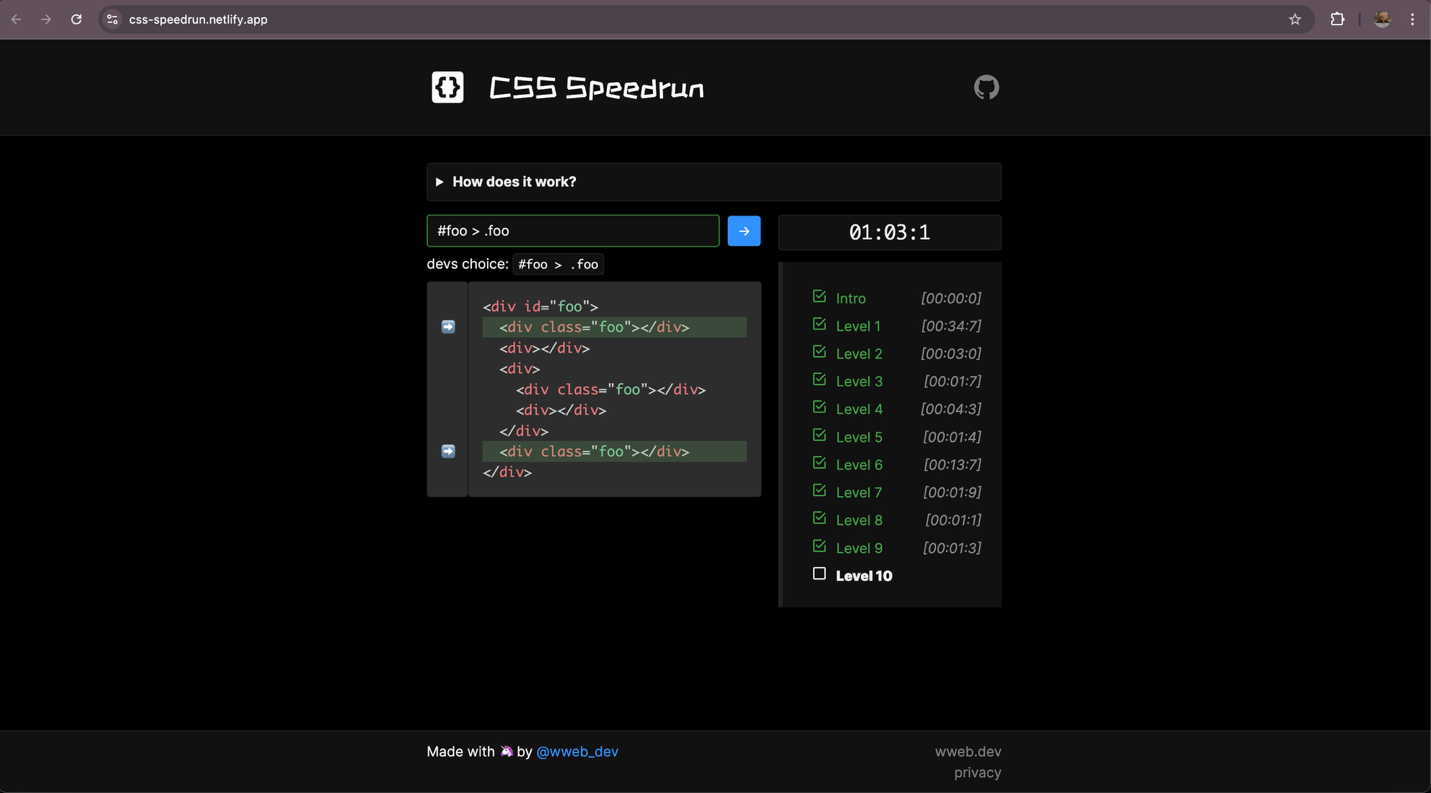 css-speedrun.netlify.app
{} CSS Speedrun
How does it work?
#foo > .foo
01:03:1
devs choice: #foo > .foo
<div id="foo">
<div class="foo"></div>
<div></div>
<div>
<div class="foo"></div>
<div></div>
</div>
<div class="foo"></div>
</div>
Intro [00:00:0]
Level 1 [00:34:7]
Level 2 [00:03:0]
Level 3 [00:01:7]
Level 4 [00:04:3]
Level 5 [00:01:4]
Level 6 [00:13:7]
Level 7 [00:01:9]
Level 8 [00:01:1]
Level 9 [00:01:3]
Level 10
Made with 🦄 by @wweb_dev
wweb.dev
privacy